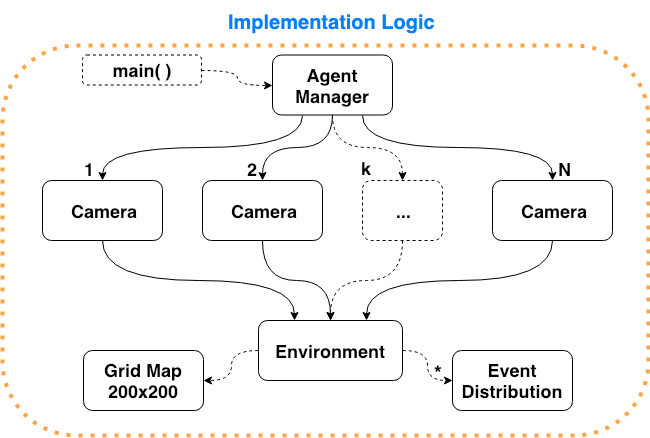 Implementation Logic
main( )
Agent
Manager
1
2
k
N
Camera
Camera
...
Camera
Environment
Grid Map
200x200
*
Event
Distribution